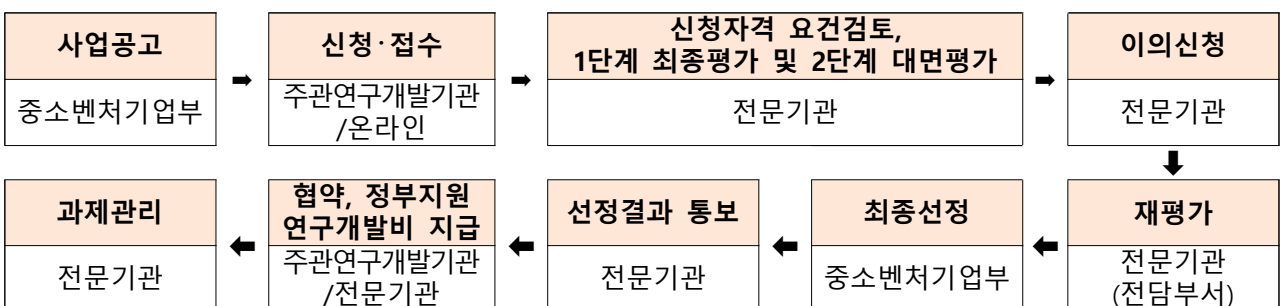 사업공고
중소벤처기업부
➡
신청·접수
주관연구개발기관
/온라인
➡
신청자격 요건검토,
1단계 최종평가 및 2단계 대면평가
전문기관
➡
이의신청
전문기관
⬇
재평가
전문기관
(전담부서)
⬅
최종선정
중소벤처기업부
⬅
선정결과 통보
전문기관
⬅
협약, 정부지원
연구개발비 지급
주관연구개발기관
/전문기관
⬅
과제관리
전문기관